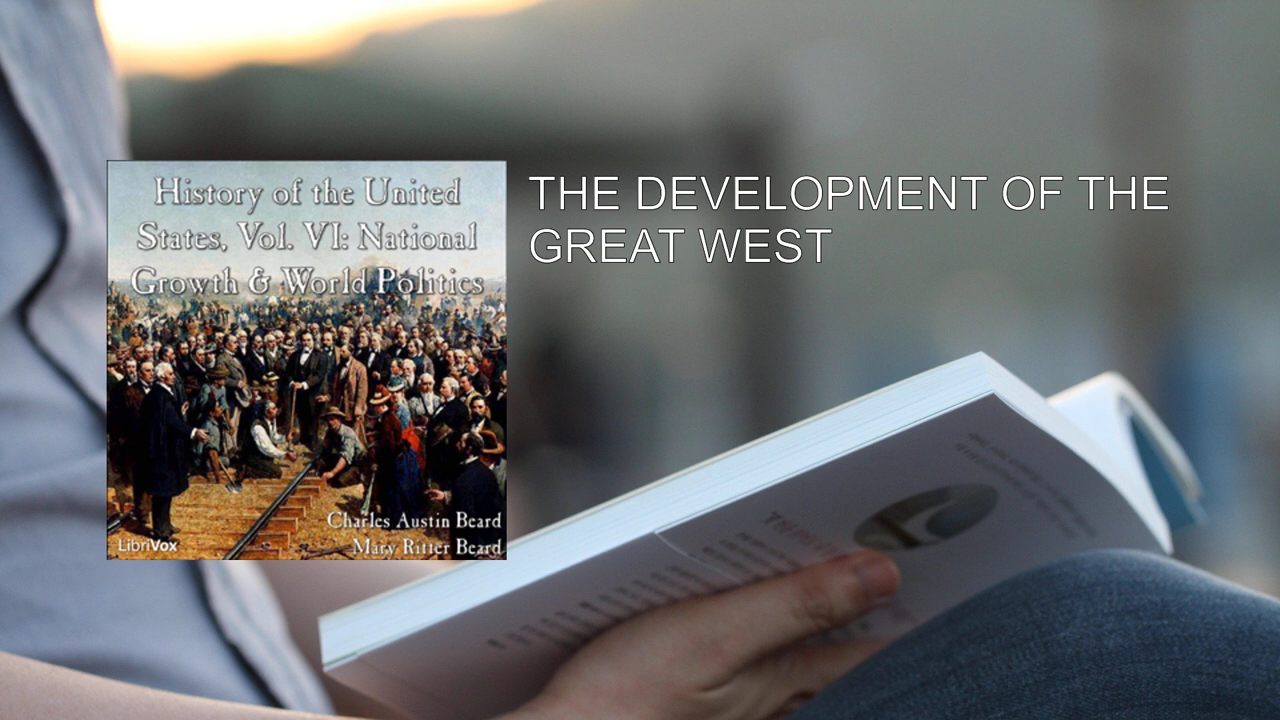 History of the United
States, Vol. VI: National
Growth & World Politics
Charles Austin Beard
Mary Ritter Beard
LibriVox
THE DEVELOPMENT OF THE
GREAT WEST